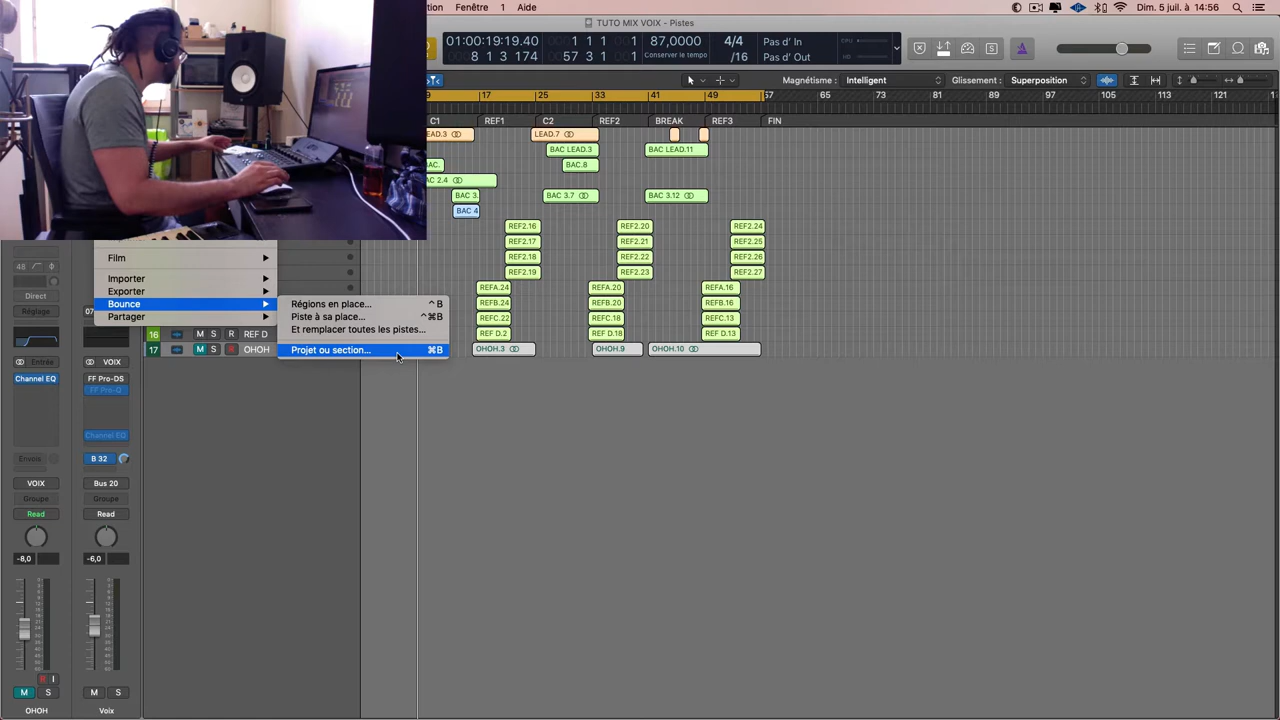 Fenêtre 1 Aide
Dim. 5 juil. à 14:56
TUTO MIX VOIX - Pistes
01:00:19:19.40
8 1 3 174
1 1 1
57 3 1
1
1
87,0000
Conserver le tempo
4/4
/16
Pas d' In
Pas d'Out
CPU
HD
S
Magnétisme : Intelligent
Glissement : Superposition
9 17 25 33 41 49 57 65 73 81 89 97 105 113 121
C1 REF1 C2 REF2 BREAK REF3 FIN
LEAD.3 LEAD.7
BAC LEAD.3 BAC LEAD.11
BAC. BAC.8
C 2.4
BAC 3. BAC 3.7 BAC 3.12
BAC 4
REF2.16 REF2.20 REF2.24
REF2.17 REF2.21 REF2.25
REF2.18 REF2.22 REF2.26
REF2.19 REF2.23 REF2.27
REFA.24 REFA.20 REFA.16
REFB.24 REFB.20 REFB.16
REFC.22 REFC.18 REFC.13
REF D.2 REF D.18 REF D.13
OHOH.3 OHOH.9 OHOH.10
Film
Importer
Exporter
Bounce
Partager
Régions en place... ⌃B
Piste à sa place... ⌃⌘B
Et remplacer toutes les pistes...
Projet ou section... ⌘B
16 M S R REF D
17 M S R OHOH
48
Direct
Réglage 07
Entrée VOIX
Channel EQ FF Pro-DS
FF Pro-Q
Channel EQ
Envois B 32
VOIX Bus 20
Groupe Groupe
Read Read
-8,0 -6,0
R I
M S M S
OHOH Voix